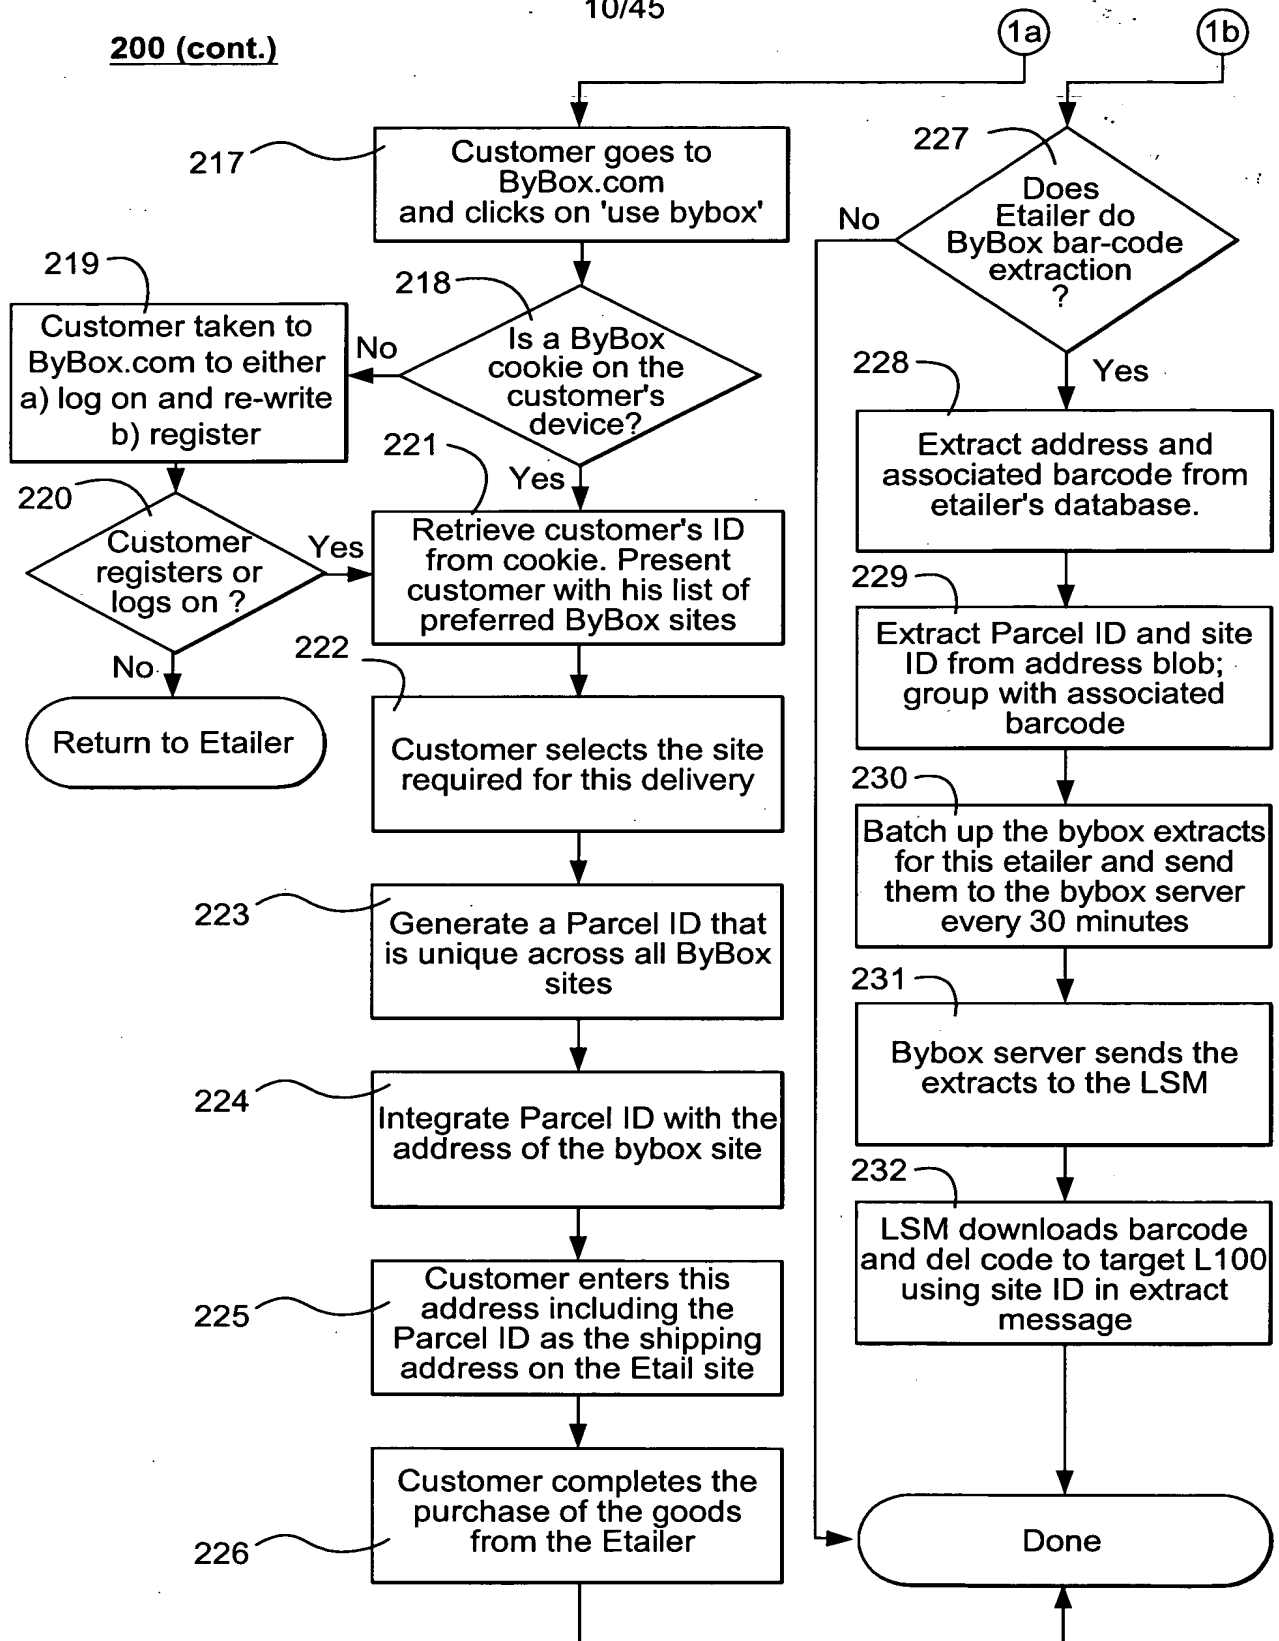 10/45
200 (cont.)
1a
1b
217
Customer goes to
ByBox.com
and clicks on 'use bybox'
218
Is a ByBox
cookie on the
customer's
device?
No
Yes
219
Customer taken to
ByBox.com to either
a) log on and re-write
b) register
220
Customer
registers or
logs on ?
Yes
No
Return to Etailer
221
Retrieve customer's ID
from cookie. Present
customer with his list of
preferred ByBox sites
222
Customer selects the site
required for this delivery
223
Generate a Parcel ID that
is unique across all ByBox
sites
224
Integrate Parcel ID with the
address of the bybox site
225
Customer enters this
address including the
Parcel ID as the shipping
address on the Etail site
226
Customer completes the
purchase of the goods
from the Etailer
227
Does
Etailer do
ByBox bar-code
extraction
?
No
Yes
228
Extract address and
associated barcode from
etailer's database.
229
Extract Parcel ID and site
ID from address blob;
group with associated
barcode
230
Batch up the bybox extracts
for this etailer and send
them to the bybox server
every 30 minutes
231
Bybox server sends the
extracts to the LSM
232
LSM downloads barcode
and del code to target L100
using site ID in extract
message
Done